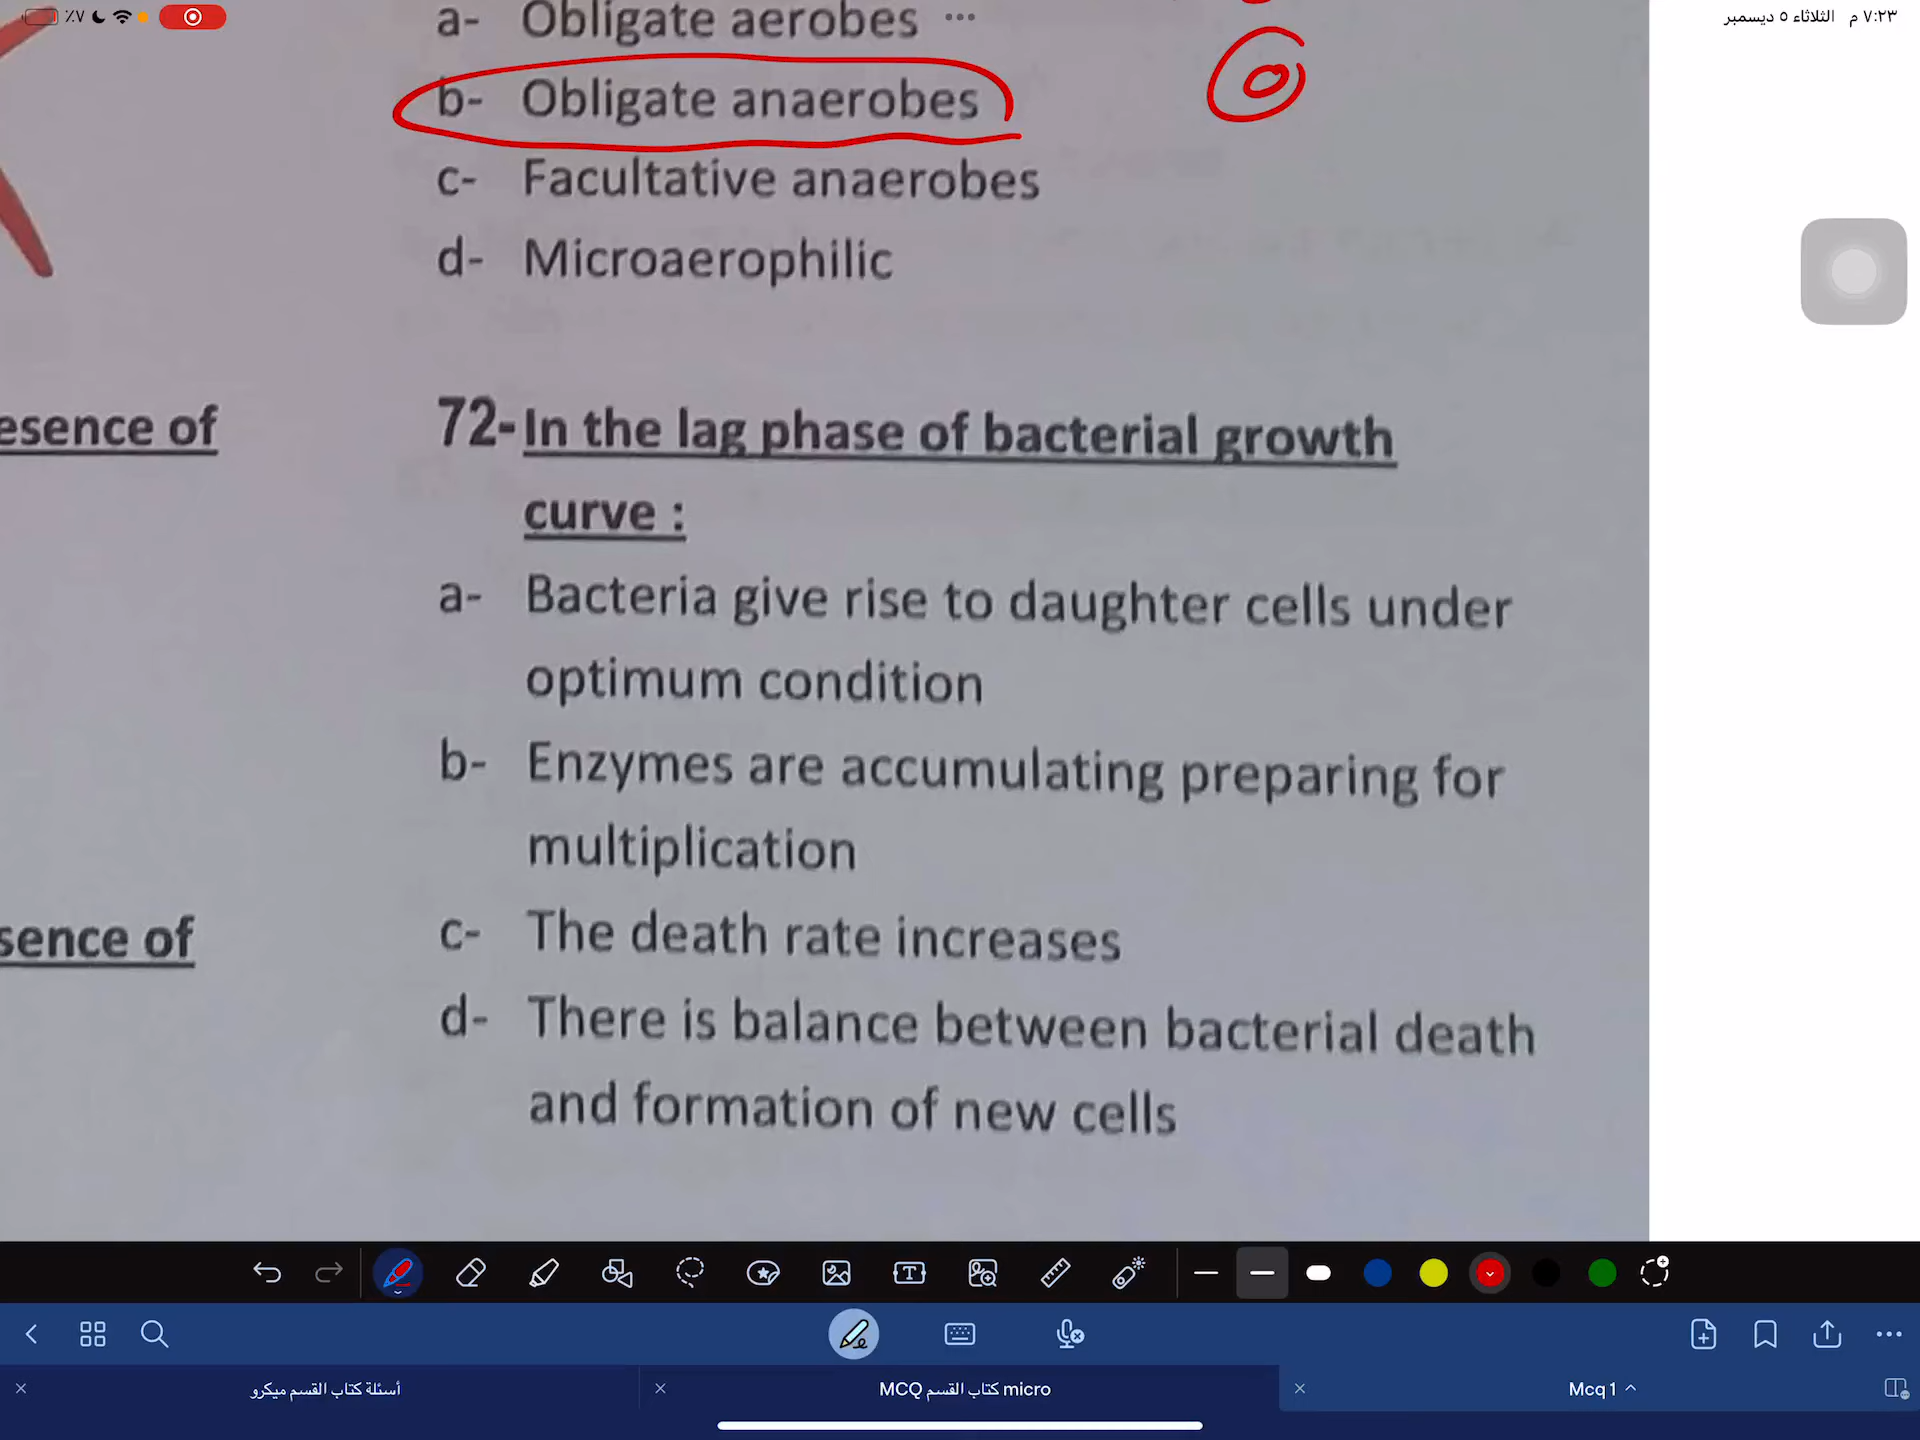 ٪٧
٧:٢٣ م الثلاثاء ٥ ديسمبر
a- Obligate aerobes
b- Obligate anaerobes
c- Facultative anaerobes
d- Microaerophilic
esence of
72- In the lag phase of bacterial growth
curve :
a- Bacteria give rise to daughter cells under
optimum condition
b- Enzymes are accumulating preparing for
multiplication
sence of
c- The death rate increases
d- There is balance between bacterial death
and formation of new cells
أسئلة كتاب القسم ميكرو
MCQ كتاب القسم micro
Mcq 1